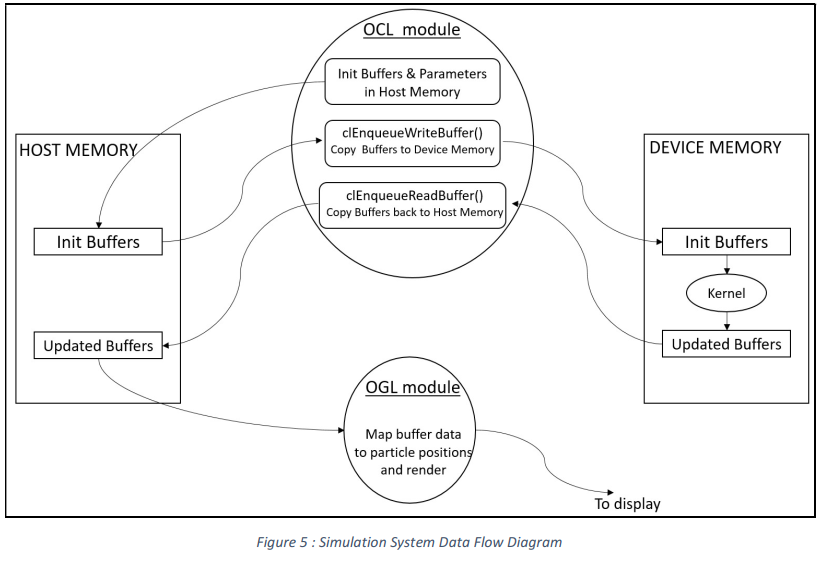 OCL module
Init Buffers & Parameters
in Host Memory
clEnqueueWriteBuffer()
Copy Buffers to Device Memory
clEnqueueReadBuffer()
Copy Buffers back to Host Memory
HOST MEMORY
Init Buffers
Updated Buffers
DEVICE MEMORY
Init Buffers
Kernel
Updated Buffers
OGL module
Map buffer data
to particle positions
and render
To display
Figure 5 : Simulation System Data Flow Diagram